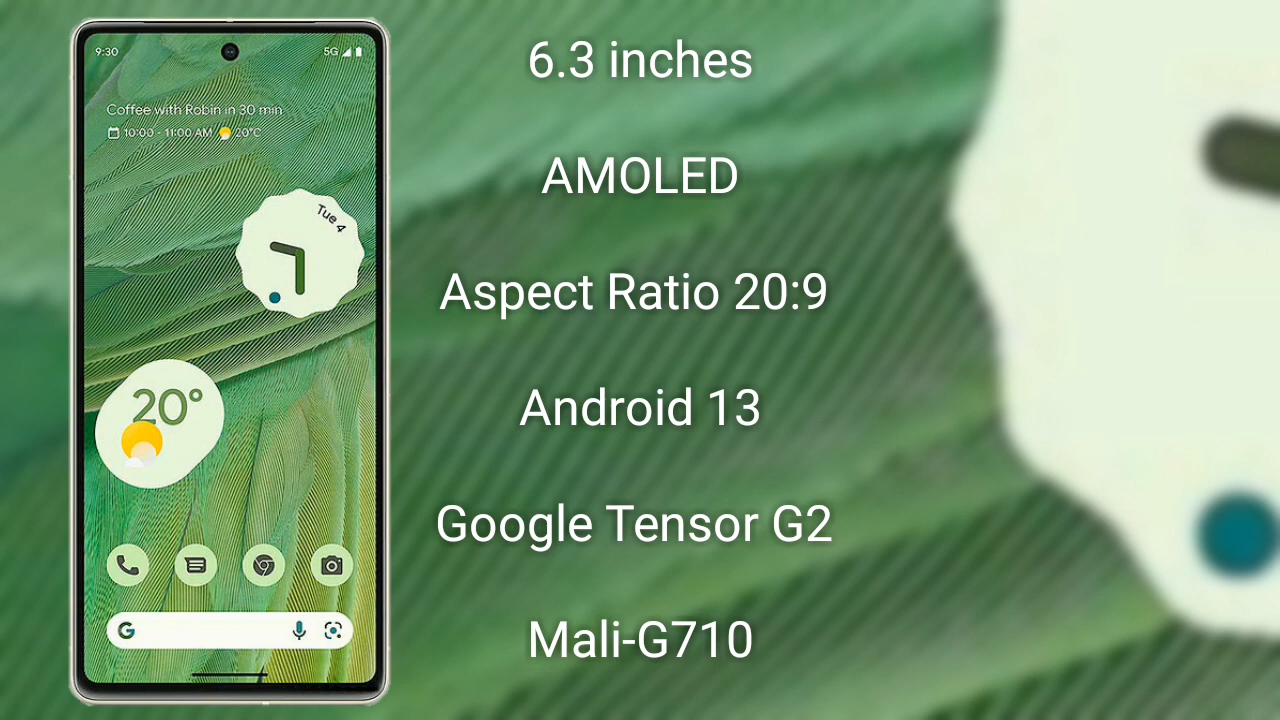 9:30
5G
Coffee with Robin in 30 min
10:00 - 11:00 AM 20°C
Tue 4
20°
G
6.3 inches
AMOLED
Aspect Ratio 20:9
Android 13
Google Tensor G2
Mali-G710